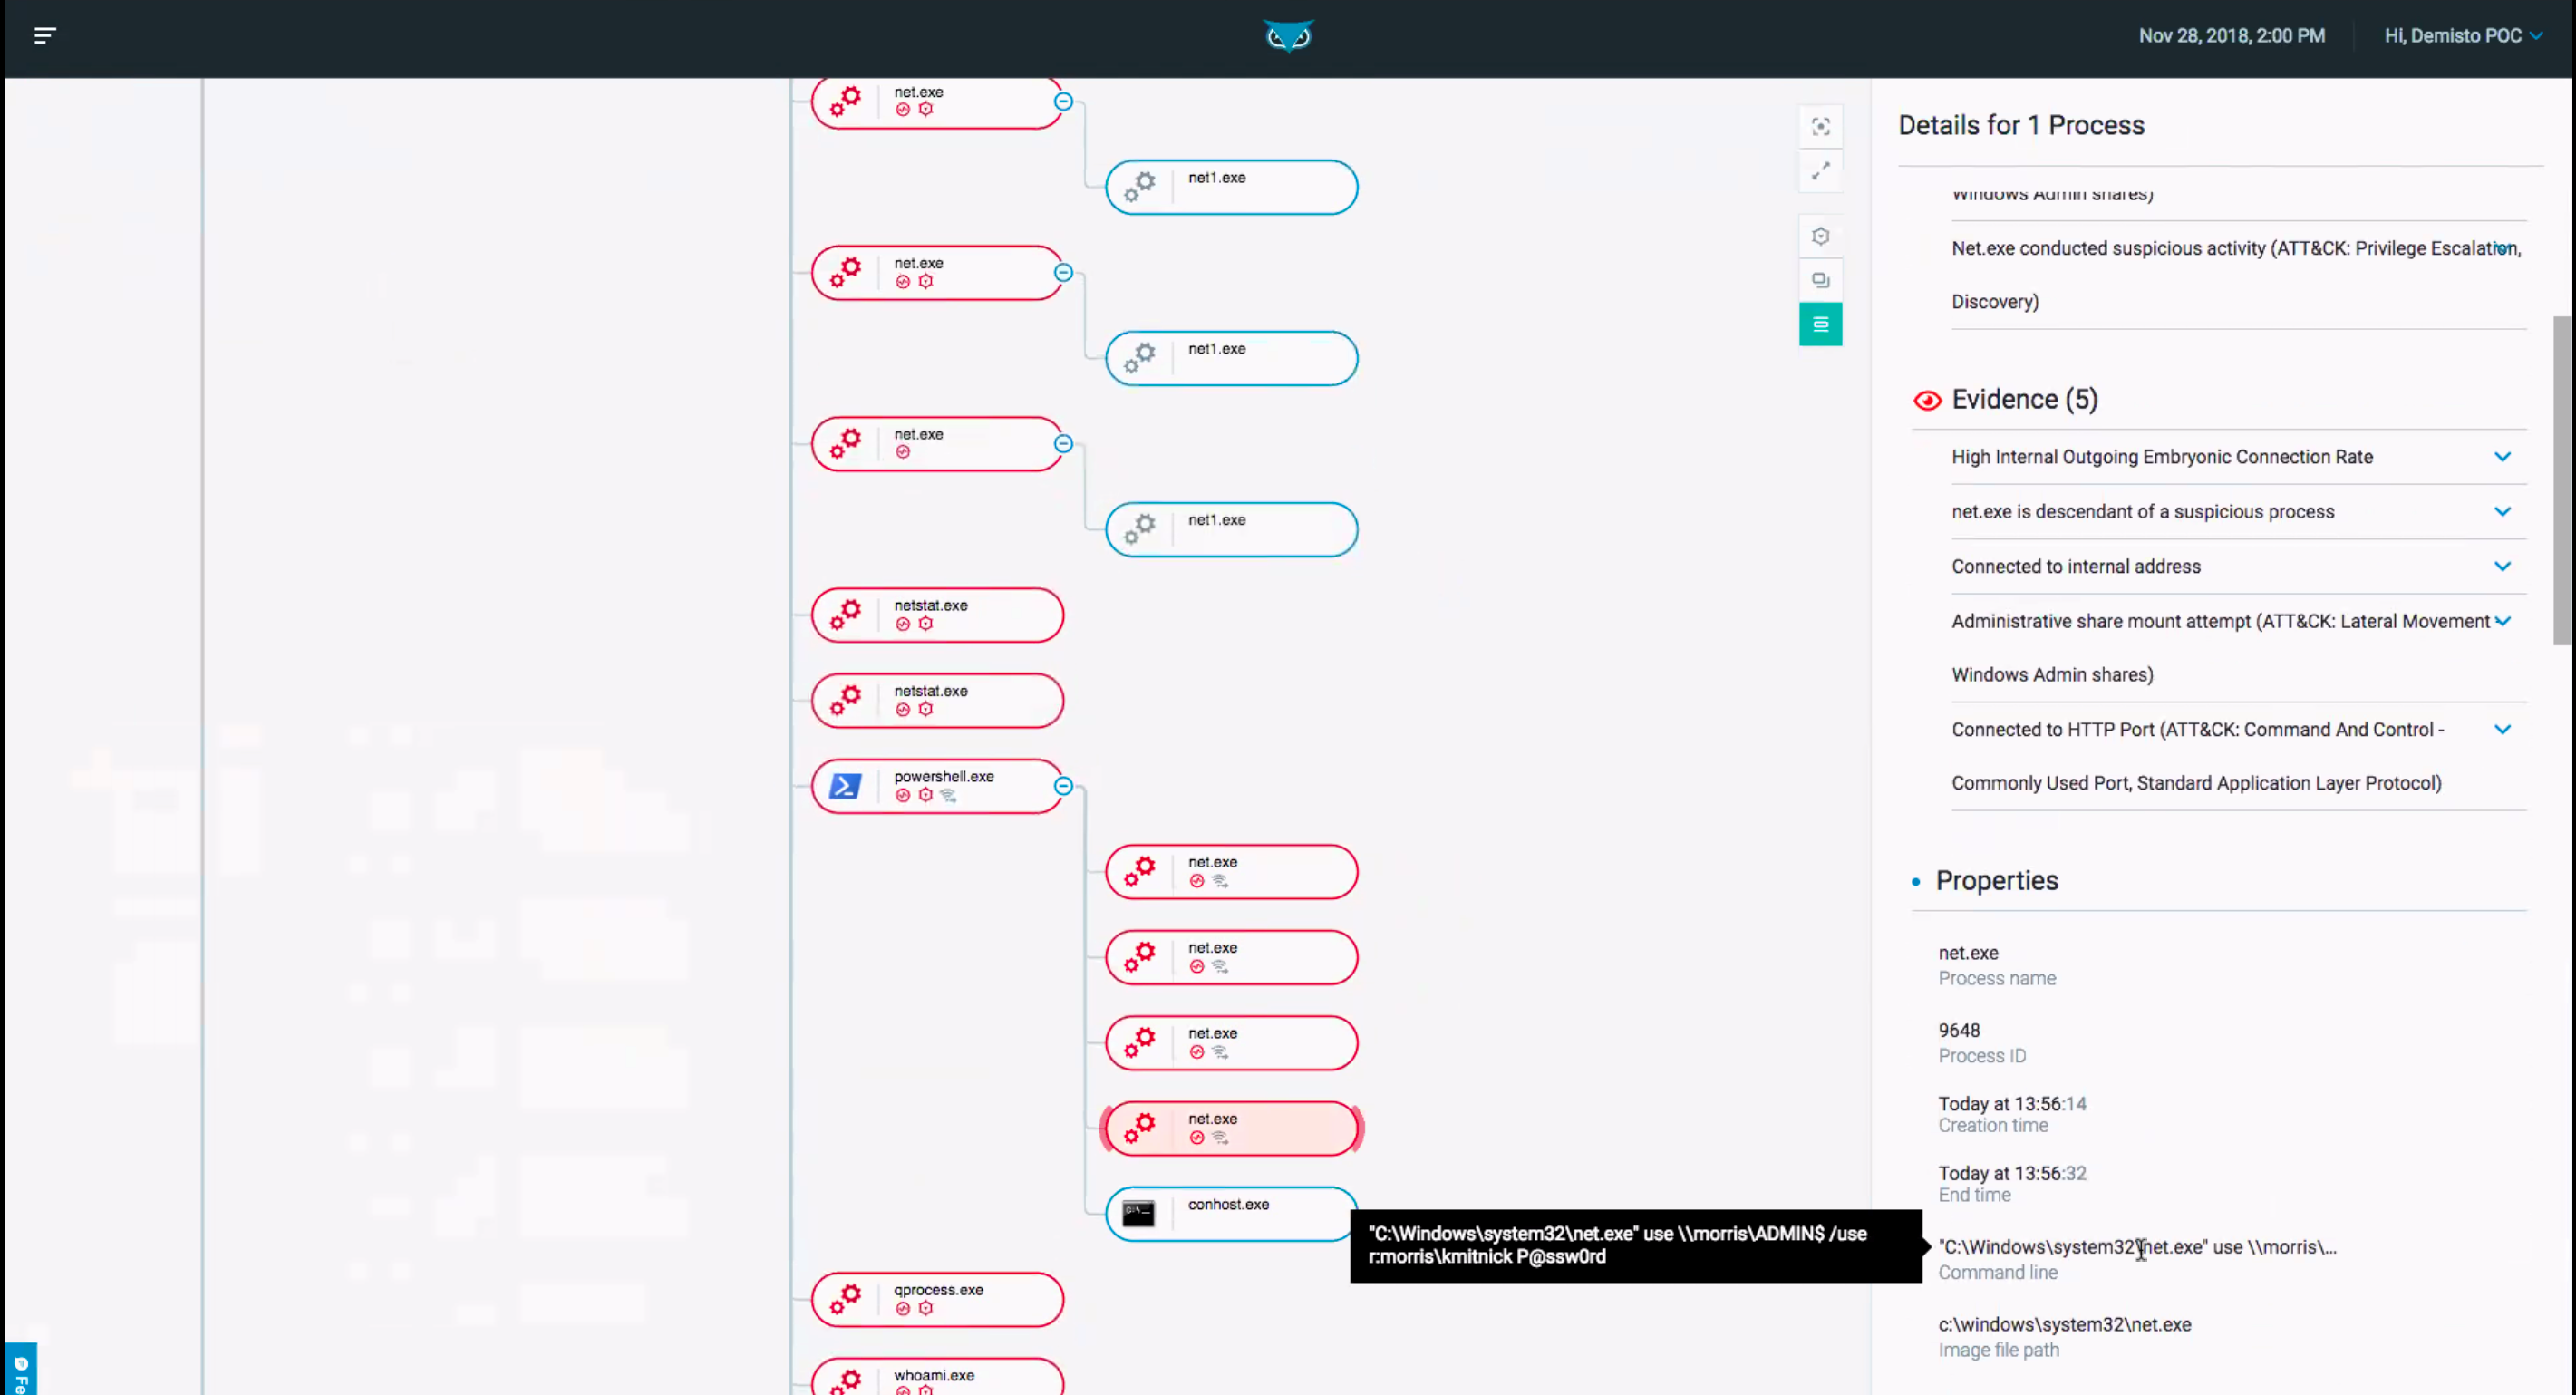 Nov 28, 2018, 2:00 PM
Hi, Demisto POC
net.exe
net1.exe
net.exe
net1.exe
net.exe
net1.exe
netstat.exe
netstat.exe
powershell.exe
net.exe
net.exe
net.exe
net.exe
C:\_
conhost.exe
qprocess.exe
whoami.exe
"C:\Windows\system32\net.exe" use \\morris\ADMIN$ /use
r:morris\kmitnick P@ssw0rd
Details for 1 Process
Windows Admin shares)
Net.exe conducted suspicious activity (ATT&CK: Privilege Escalation,
Discovery)
Evidence (5)
High Internal Outgoing Embryonic Connection Rate
net.exe is descendant of a suspicious process
Connected to internal address
Administrative share mount attempt (ATT&CK: Lateral Movement -
Windows Admin shares)
Connected to HTTP Port (ATT&CK: Command And Control -
Commonly Used Port, Standard Application Layer Protocol)
Properties
net.exe
Process name
9648
Process ID
Today at 13:56:14
Creation time
Today at 13:56:32
End time
"C:\Windows\system32\net.exe" use \\morris\...
Command line
c:\windows\system32\net.exe
Image file path